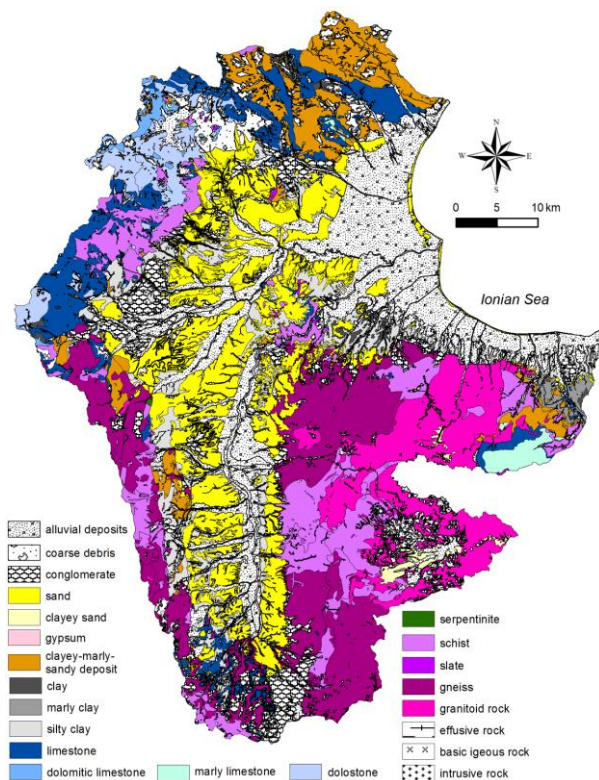 N
W E
S
0 5 10 km
Ionian Sea
alluvial deposits
coarse debris
conglomerate
sand
clayey sand
gypsum
clayey-marly-
sandy deposit
clay
marly clay
silty clay
limestone
dolomitic limestone
marly limestone
dolostone
serpentinite
schist
slate
gneiss
granitoid rock
effusive rock
basic igeous rock
intrusive rock